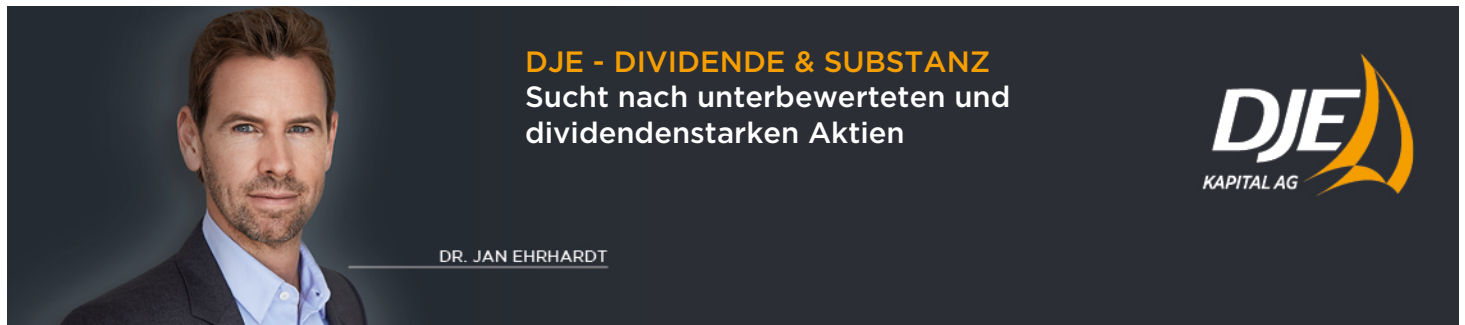 DJE - DIVIDENDE & SUBSTANZ
Sucht nach unterbewerteten und
dividendenstarken Aktien
DJE
KAPITAL AG
DR. JAN EHRHARDT